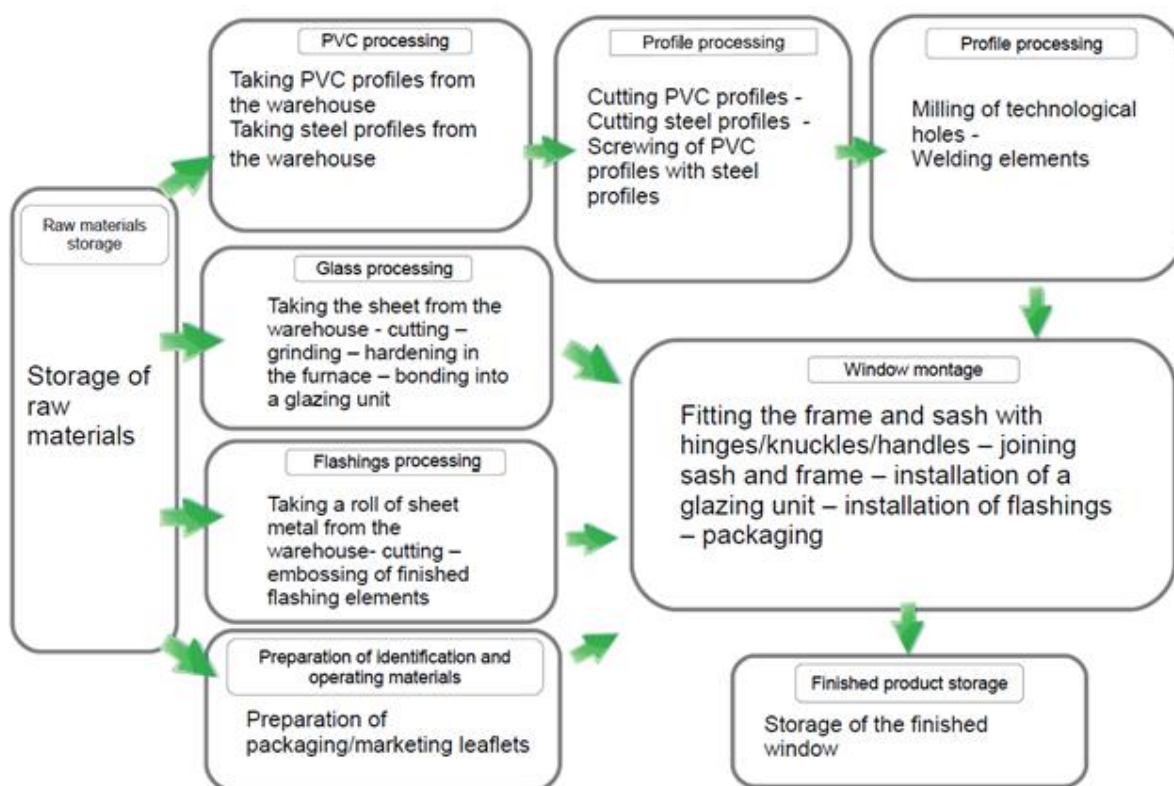 PVC processing
Taking PVC profiles from
the warehouse
Taking steel profiles from
the warehouse
Profile processing
Cutting PVC profiles -
Cutting steel profiles -
Screwing of PVC
profiles with steel
profiles
Profile processing
Milling of technological
holes -
Welding elements
Raw materials
storage
Storage of
raw
materials
Glass processing
Taking the sheet from the
warehouse - cutting –
grinding – hardening in
the furnace – bonding into
a glazing unit
Flashings processing
Taking a roll of sheet
metal from the
warehouse- cutting –
embossing of finished
flashing elements
Preparation of identification and
operating materials
Preparation of
packaging/marketing leaflets
Window montage
Fitting the frame and sash with
hinges/knuckles/handles – joining
sash and frame – installation of a
glazing unit – installation of flashings
– packaging
Finished product storage
Storage of the finished
window